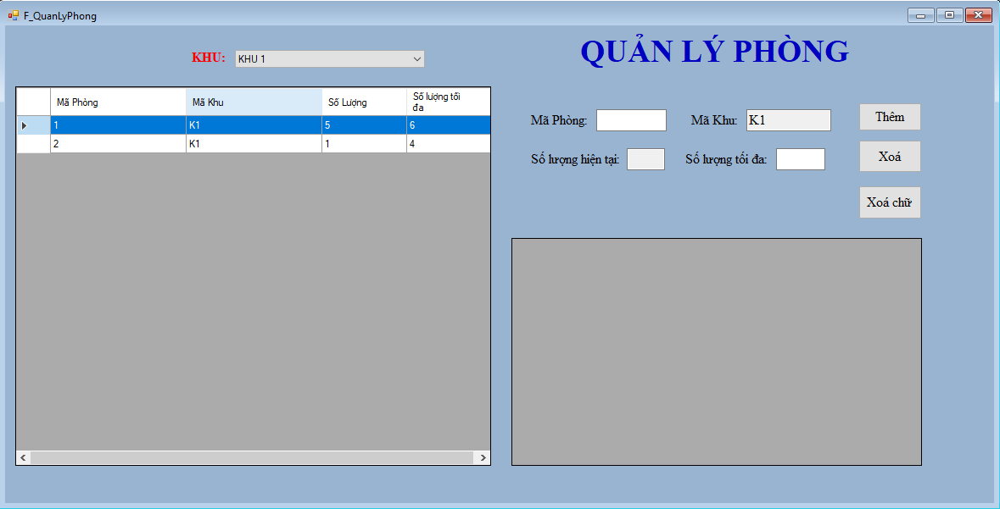 F_QuanLyPhong
QUẢN LÝ PHÒNG
KHU: KHU 1
Mã Phòng Mã Khu Số Lượng Số lượng tối đa
1 K1 5 6
2 K1 1 4
Mã Phòng: Mã Khu: K1 Thêm
Số lượng hiện tại: Số lượng tối đa: Xoá
Xoá chữ